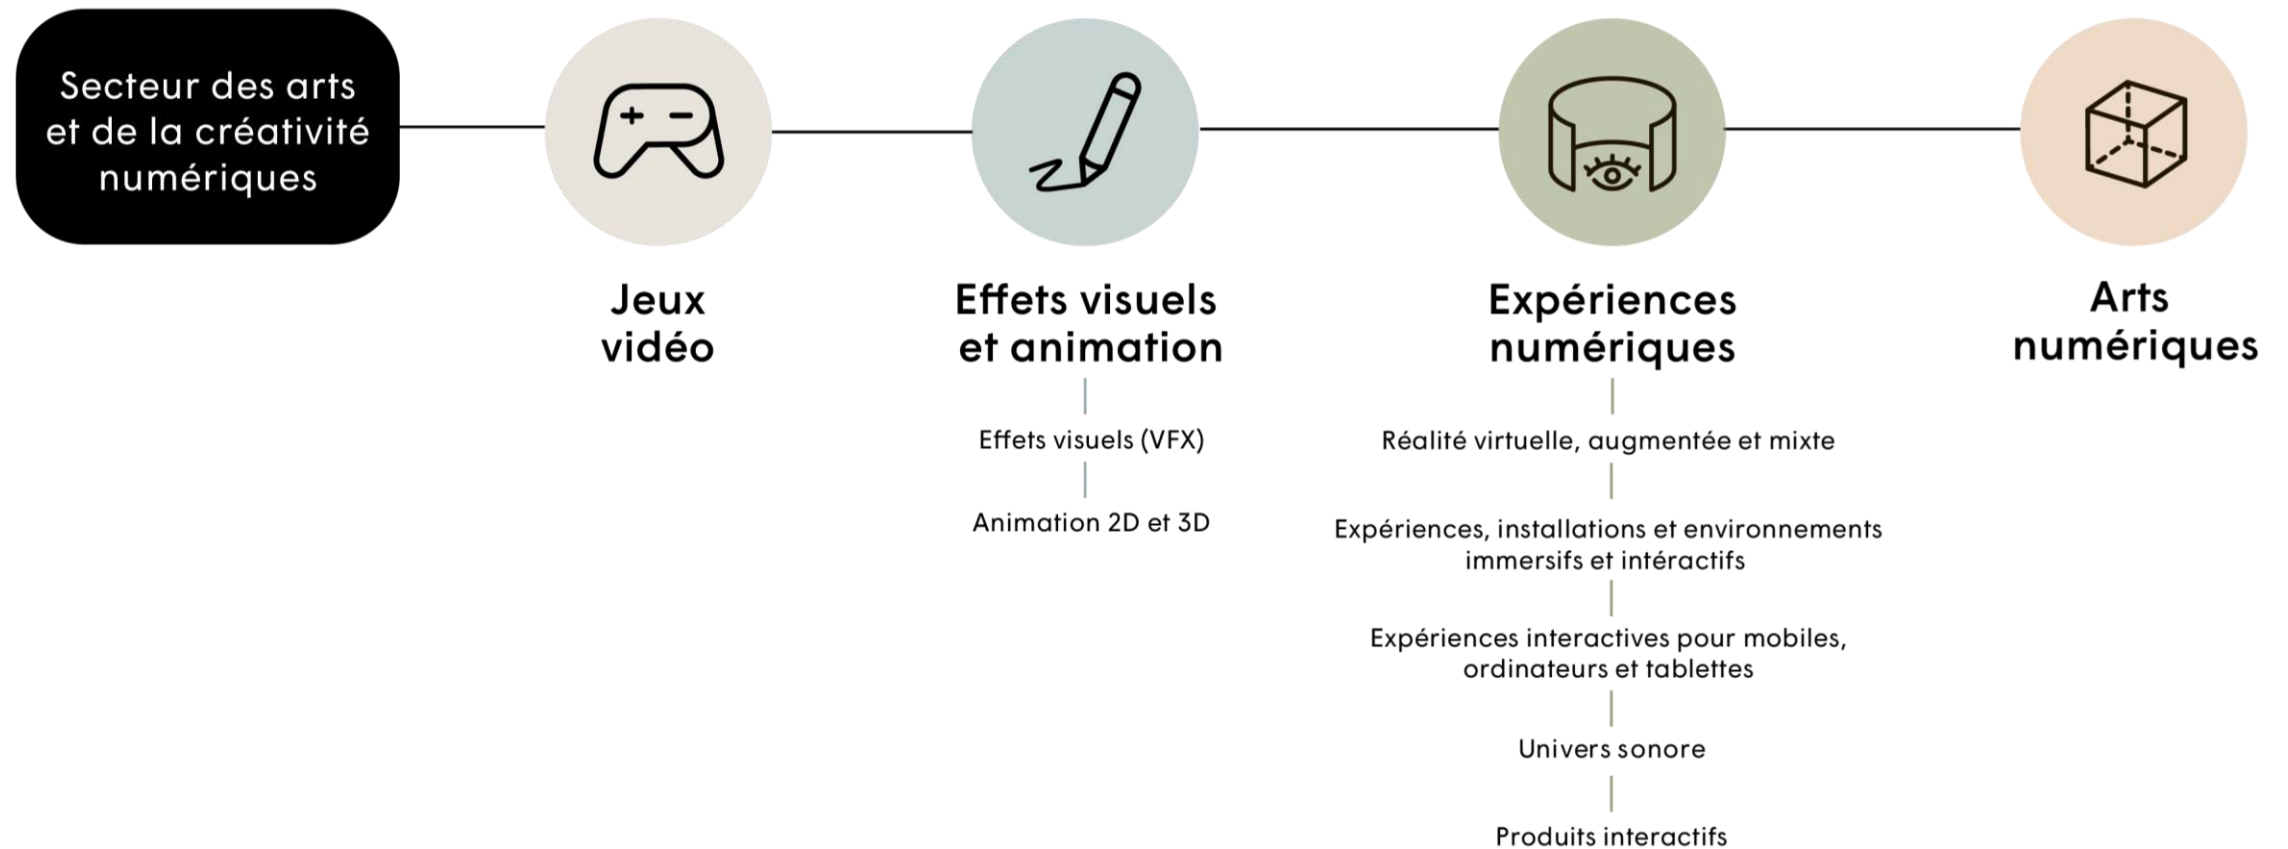 Secteur des arts
et de la créativité
numériques
Jeux
vidéo
Effets visuels
et animation
Effets visuels (VFX)
Animation 2D et 3D
Expériences
numériques
Réalité virtuelle, augmentée et mixte
Expériences, installations et environnements
immersifs et intéractifs
Expériences interactives pour mobiles,
ordinateurs et tablettes
Univers sonore
Produits interactifs
Arts
numériques